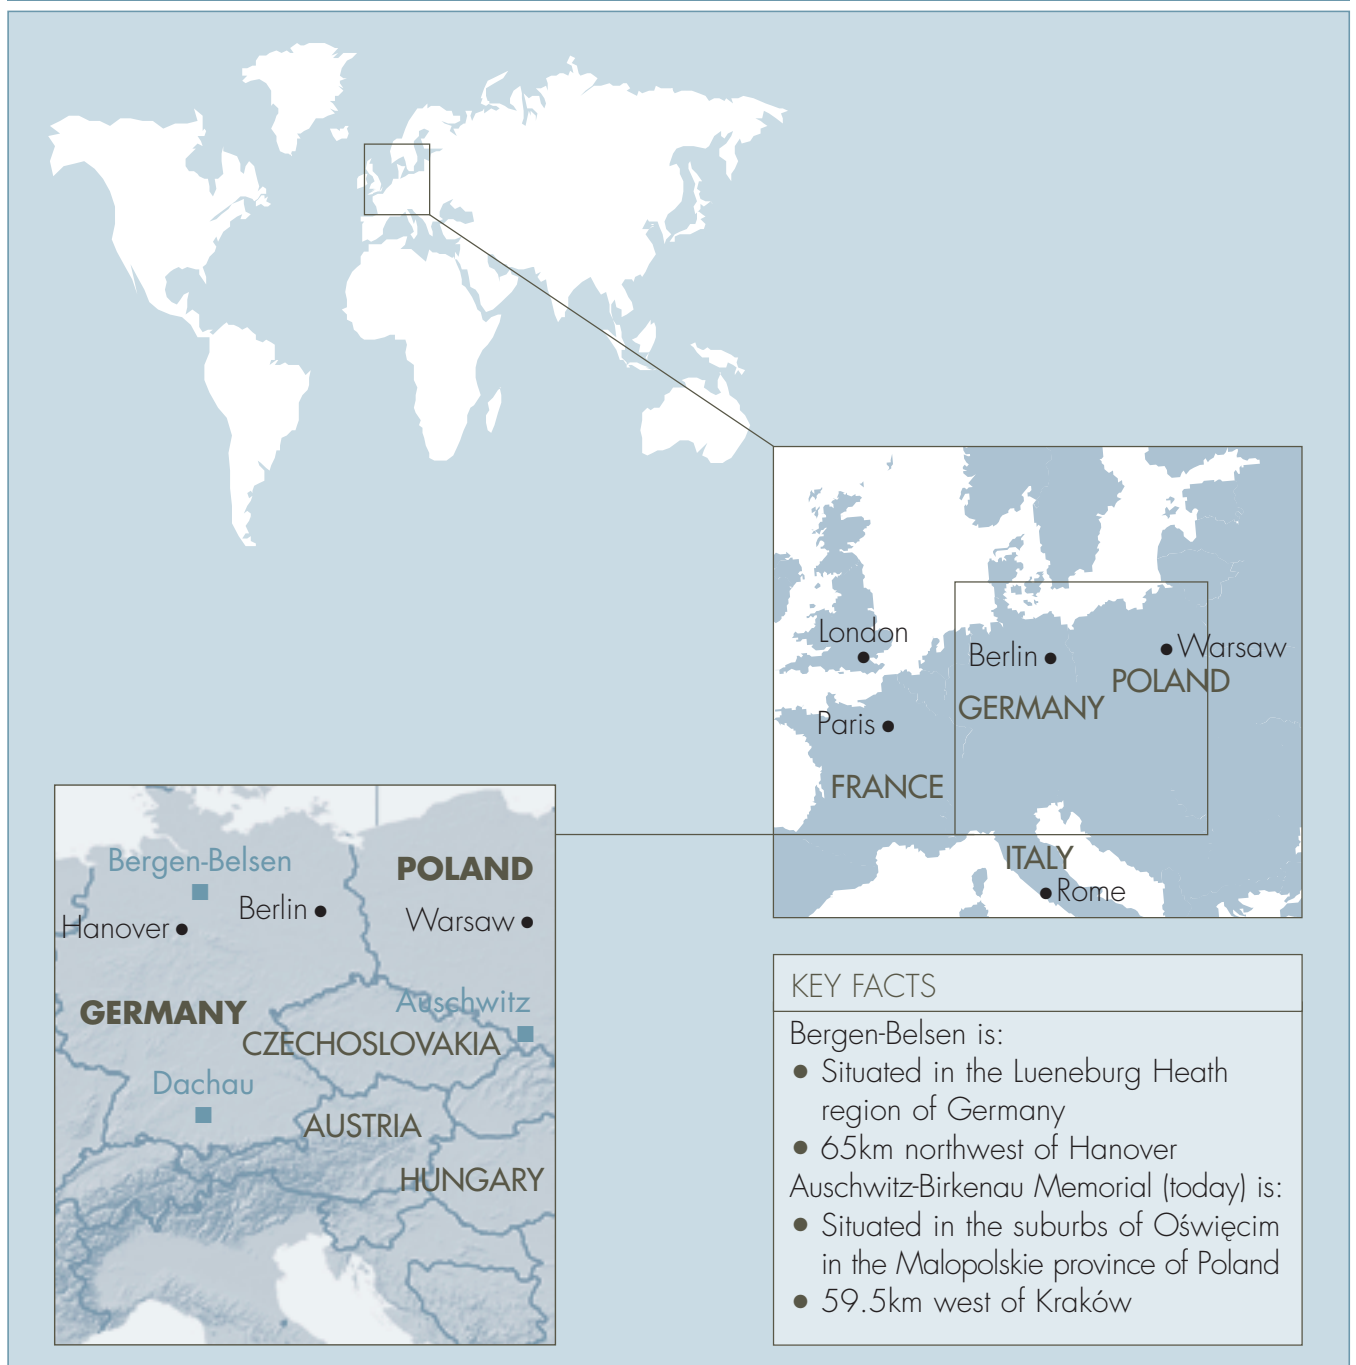 London
Berlin
Warsaw
POLAND
GERMANY
Paris
FRANCE
ITALY
Rome
Bergen-Belsen
POLAND
Hanover
Berlin
Warsaw
GERMANY
Auschwitz
CZECHOSLOVAKIA
Dachau
AUSTRIA
HUNGARY
KEY FACTS
Bergen-Belsen is:
● Situated in the Lueneburg Heath
region of Germany
● 65km northwest of Hanover
Auschwitz-Birkenau Memorial (today) is:
● Situated in the suburbs of Oświęcim
in the Malopolskie province of Poland
● 59.5km west of Kraków